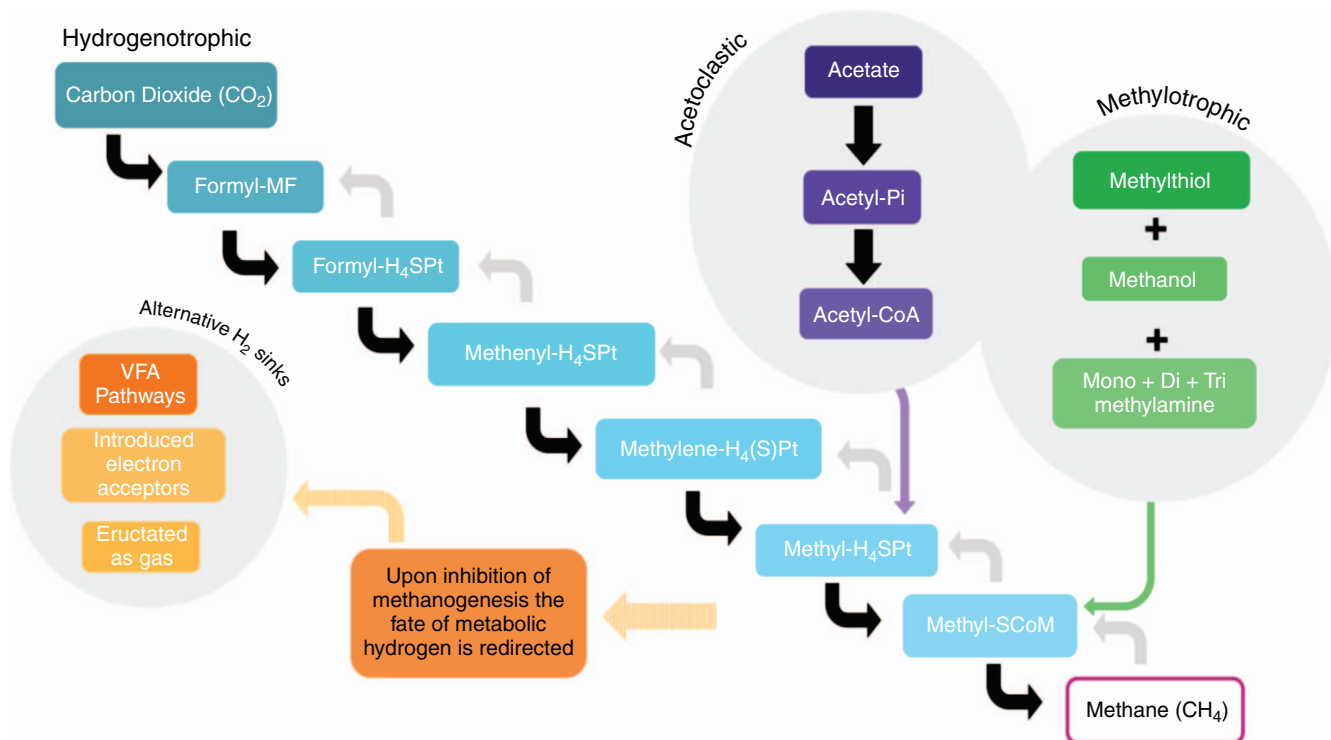 Hydrogenotrophic
Carbon Dioxide (CO₂)
Formyl-MF
Formyl-H₄SPt
Methenyl-H₄SPt
Methylene-H₄(S)Pt
Methyl-H₄SPt
Methyl-SCoM
Methane (CH₄)
Acetoclastic
Acetate
Acetyl-Pi
Acetyl-CoA
Methylotrophic
Methylthiol
+
Methanol
+
Mono + Di + Tri
methylamine
Alternative H₂ sinks
VFA
Pathways
Introduced
electron
acceptors
Eructated
as gas
Upon inhibition of
methanogenesis the
fate of metabolic
hydrogen is redirected